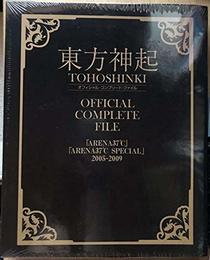 東方神起
TOHOSHINKI
オフィシャル・コンプリート・ファイル
OFFICIAL
COMPLETE
FILE
「ARENA37℃」
「ARENA37℃ SPECIAL」
2005-2009